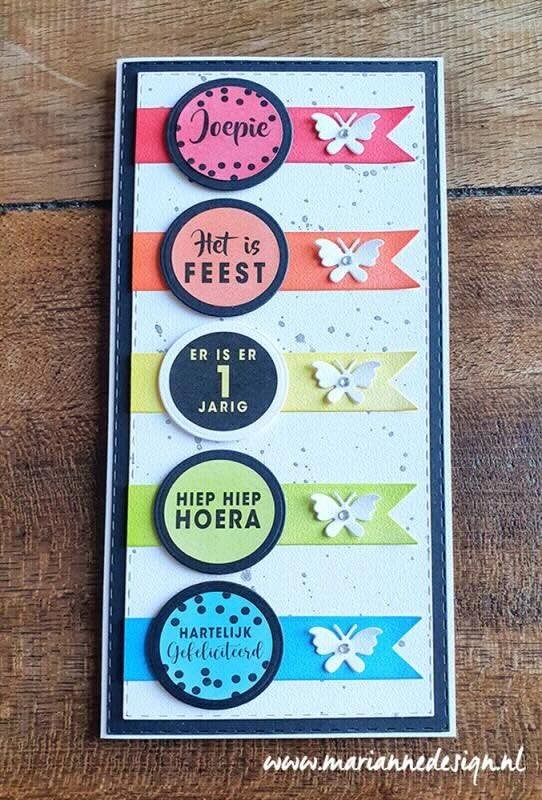 Joepie
Het is
FEEST
ER IS ER
1
JARIG
HIEP HIEP
HOERA
HARTELIJK
Gefeliciteerd
www.mariannedesign.nl